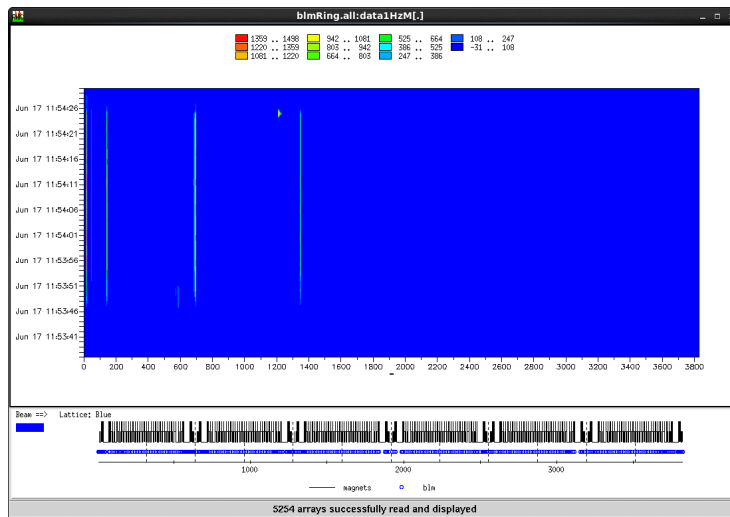 blmRing.all:data1HzM[.]
1359 .. 1498 942 .. 1081 525 .. 664 108 .. 247
1220 .. 1359 803 .. 942 386 .. 525 -31 .. 108
1081 .. 1220 664 .. 803 247 .. 386
Jun 17 11:54:26
Jun 17 11:54:21
Jun 17 11:54:16
Jun 17 11:54:11
Jun 17 11:54:06
Jun 17 11:54:01
Jun 17 11:53:56
Jun 17 11:53:51
Jun 17 11:53:46
Jun 17 11:53:41
0 200 400 600 800 1000 1200 1400 1600 1800 2000 2200 2400 2600 2800 3000 3200 3400 3600 3800
Beam ==> Lattice: Blue
1000 2000 3000
magnets blm
5254 arrays successfully read and displayed